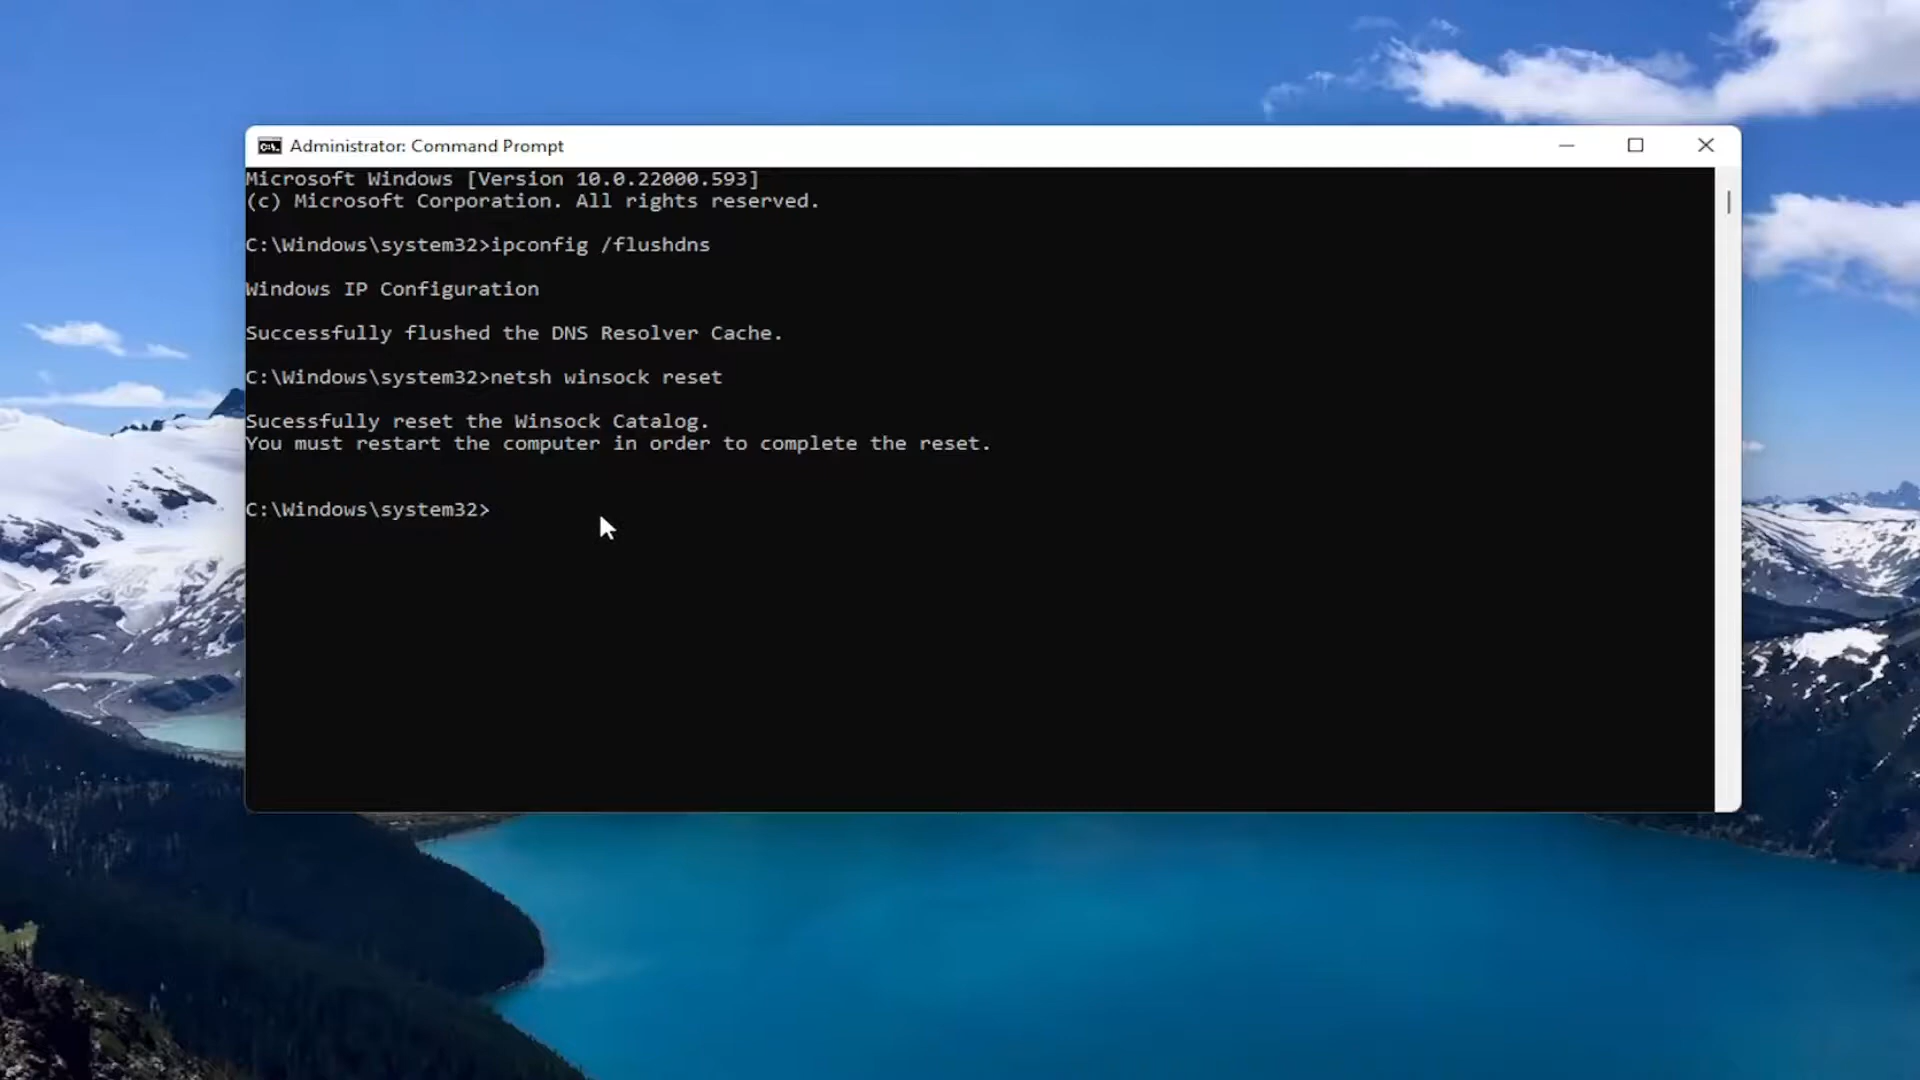 Administrator: Command Prompt
Microsoft Windows [Version 10.0.22000.593]
(c) Microsoft Corporation. All rights reserved.
C:\Windows\system32>ipconfig /flushdns
Windows IP Configuration
Successfully flushed the DNS Resolver Cache.
C:\Windows\system32>netsh winsock reset
Sucessfully reset the Winsock Catalog.
You must restart the computer in order to complete the reset.
C:\Windows\system32>